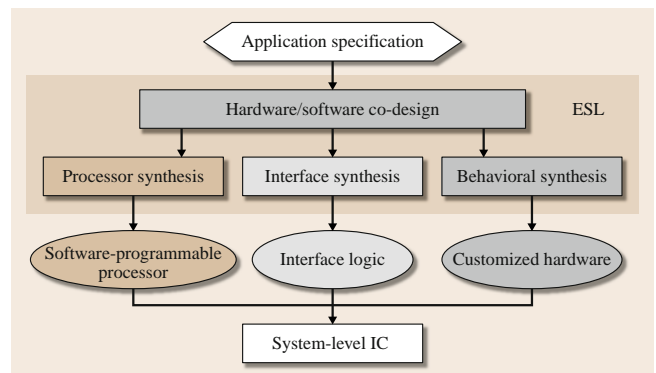 Application specification
Hardware/software co-design
ESL
Processor synthesis
Interface synthesis
Behavioral synthesis
Software-programmable
processor
Interface logic
Customized hardware
System-level IC